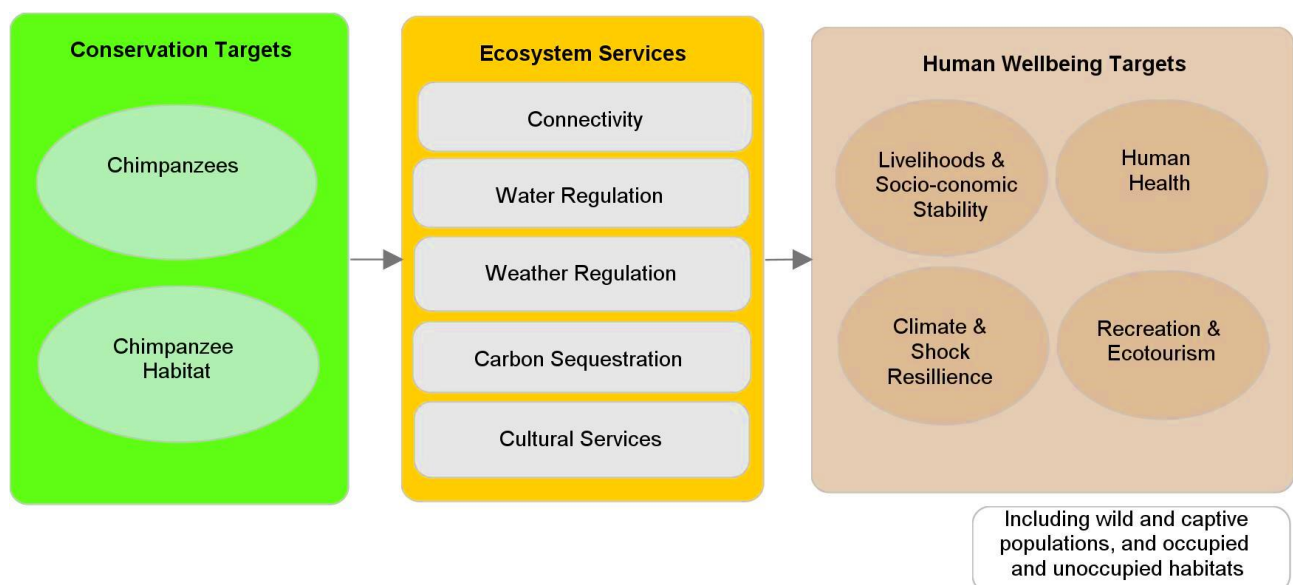 Conservation Targets
Chimpanzees
Chimpanzee
Habitat
Ecosystem Services
Connectivity
Water Regulation
Weather Regulation
Carbon Sequestration
Cultural Services
Human Wellbeing Targets
Livelihoods &
Socio-conomic
Stability
Human
Health
Climate &
Shock
Resillience
Recreation &
Ecotourism
Including wild and captive
populations, and occupied
and unoccupied habitats